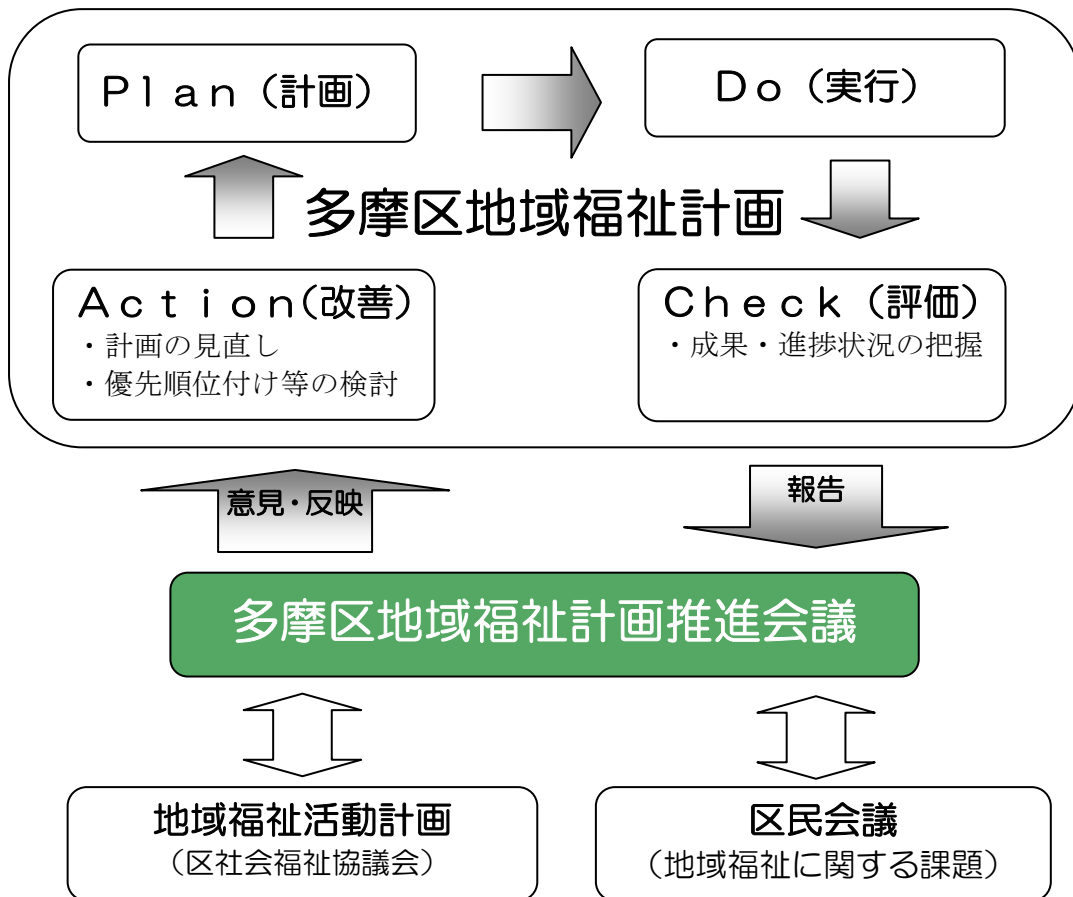 Ｐｌａｎ（計画）
Ｄｏ（実行）
多摩区地域福祉計画
Ａｃｔｉｏｎ(改善)
・計画の見直し
・優先順位付け等の検討
Ｃｈｅｃｋ（評価）
・成果・進捗状況の把握
意見・反映
報告
多摩区地域福祉計画推進会議
地域福祉活動計画
（区社会福祉協議会）
区民会議
（地域福祉に関する課題）